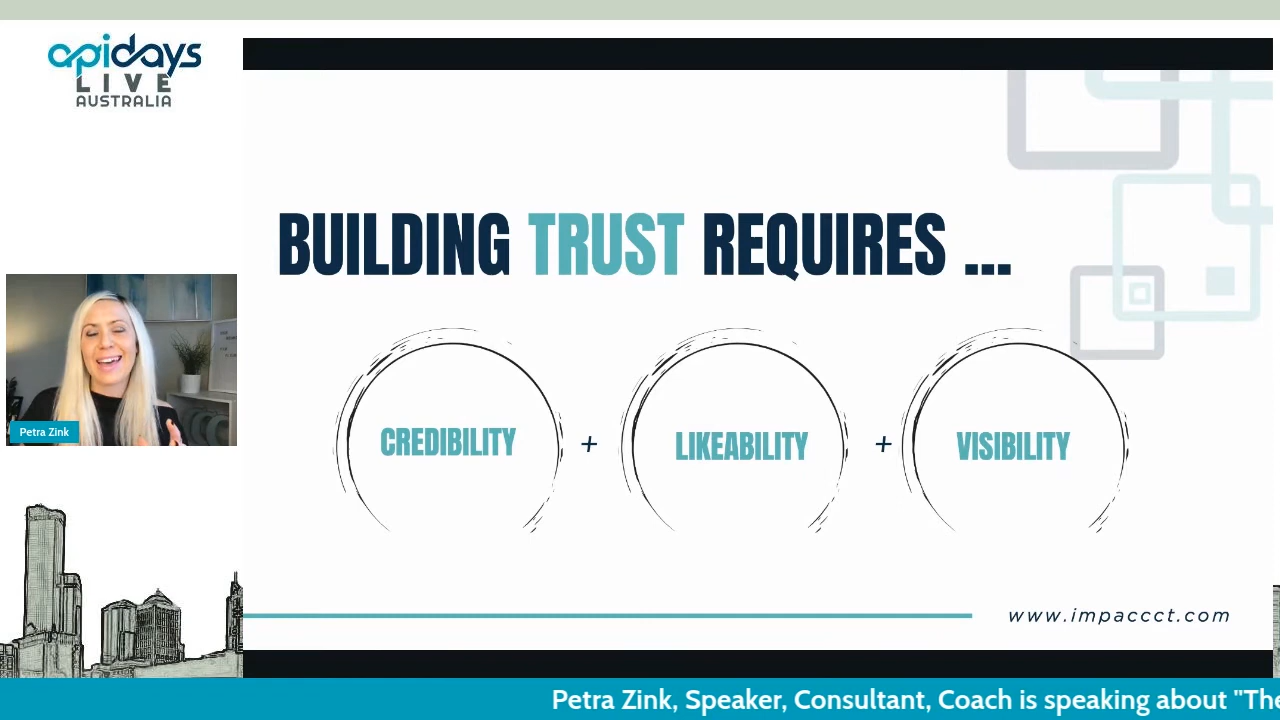 apidays
LIVE
AUSTRALIA
BUILDING TRUST REQUIRES ...
CREDIBILITY + LIKEABILITY + VISIBILITY
Petra Zink
www.impaccct.com
Petra Zink, Speaker, Consultant, Coach is speaking about "The